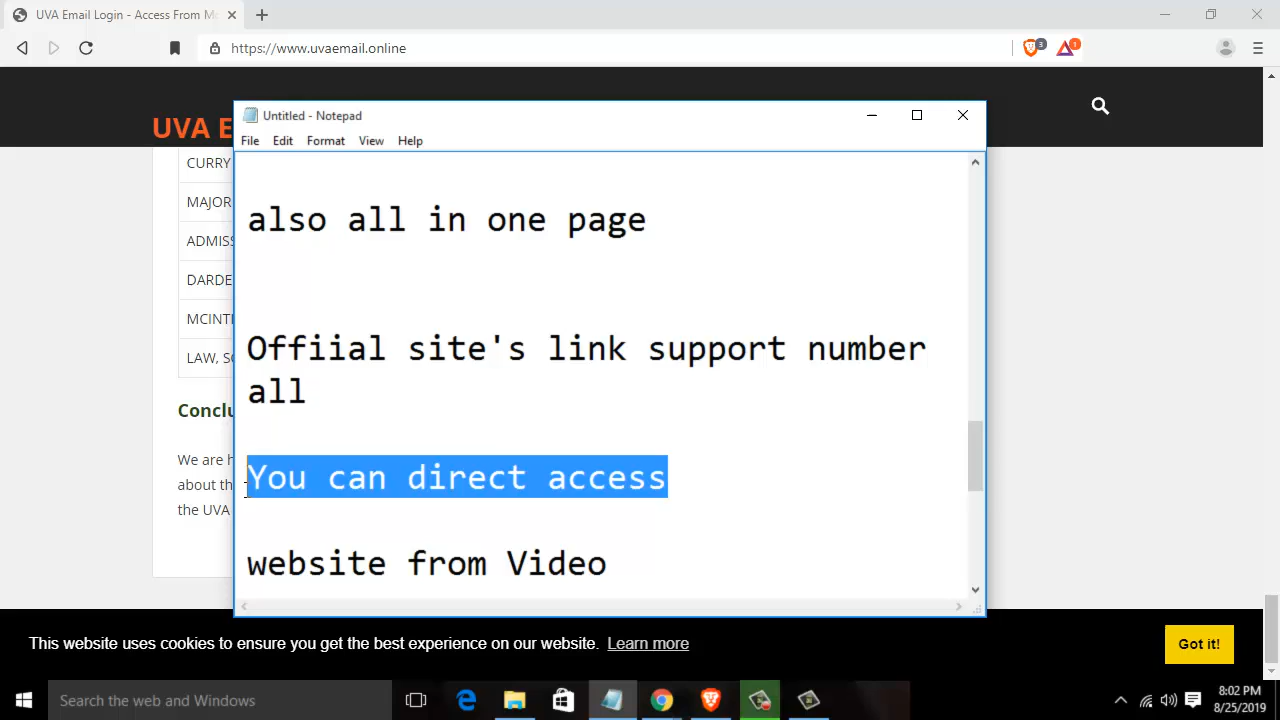 UVA Email Login - Access From Mo
https://www.uvaemail.online
UVA E
Untitled - Notepad
File Edit Format View Help
CURRY
MAJOR
ADMISS
DARDE
MCINT
LAW, SC
also all in one page
Offiial site's link support number
all
You can direct access
website from Video
Conclu
We are h
about th
the UVA
This website uses cookies to ensure you get the best experience on our website. Learn more
Got it!
Search the web and Windows
8:02 PM
8/25/2019
3
1